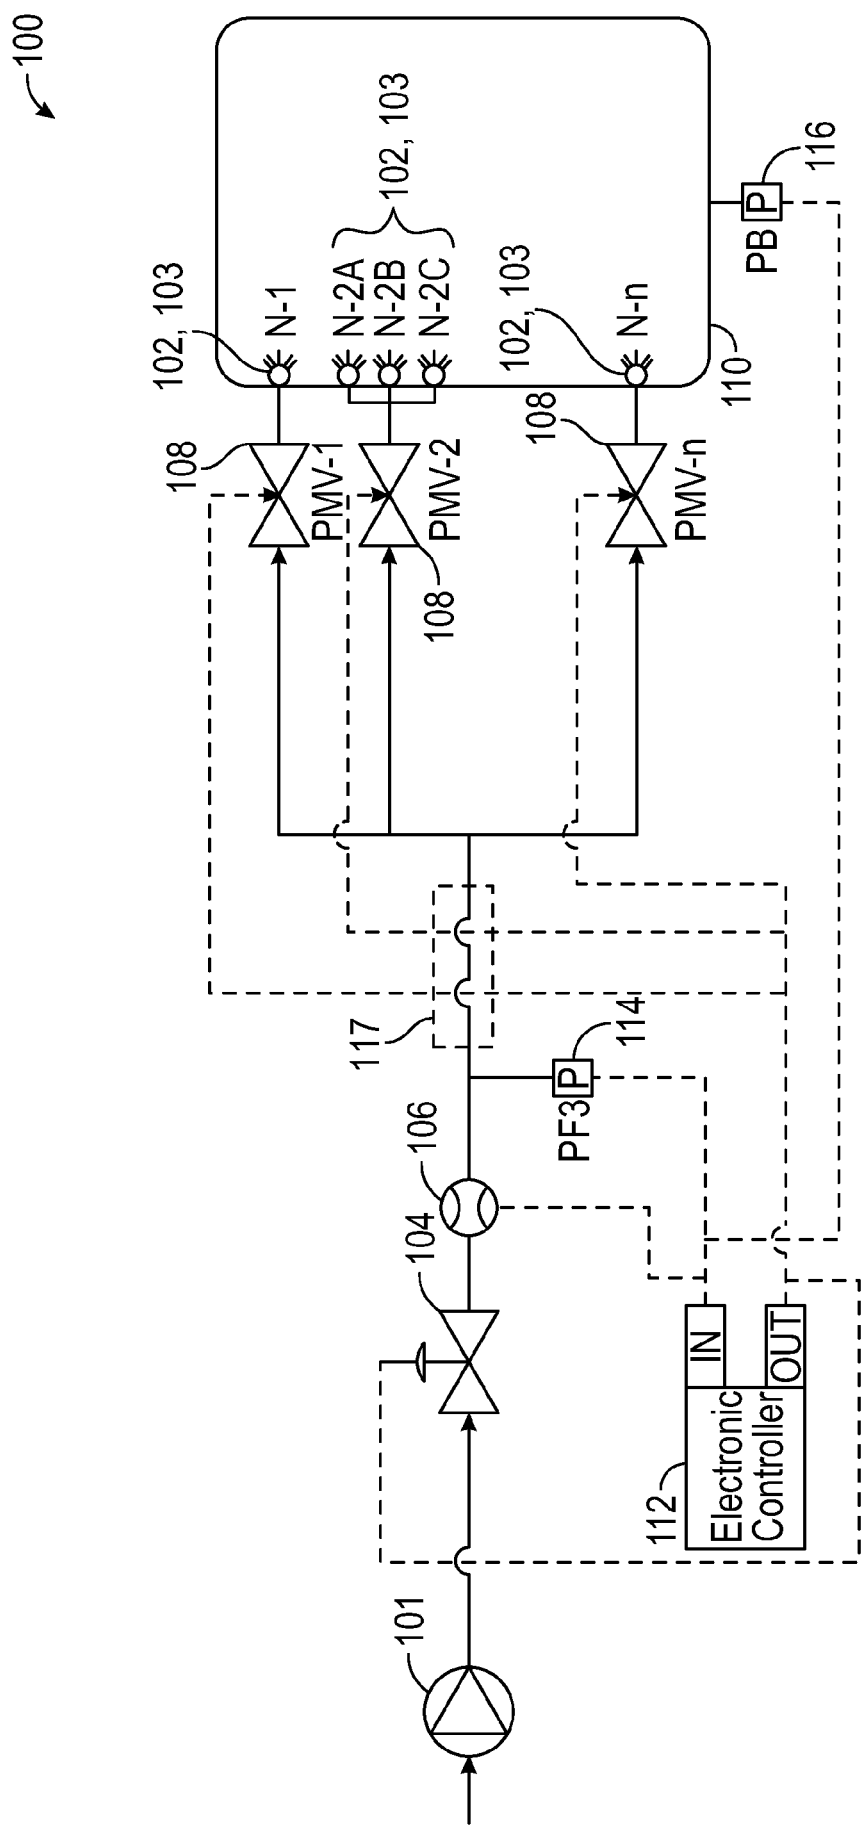 100
102, 103
N-1
N-2A
N-2B
N-2C
102, 103
102, 103
N-n
108
PMV-1
PMV-2
108
108
PMV-n
110
PB
P
116
117
PF3
P
114
106
104
112
Electronic
Controller
IN
OUT
101